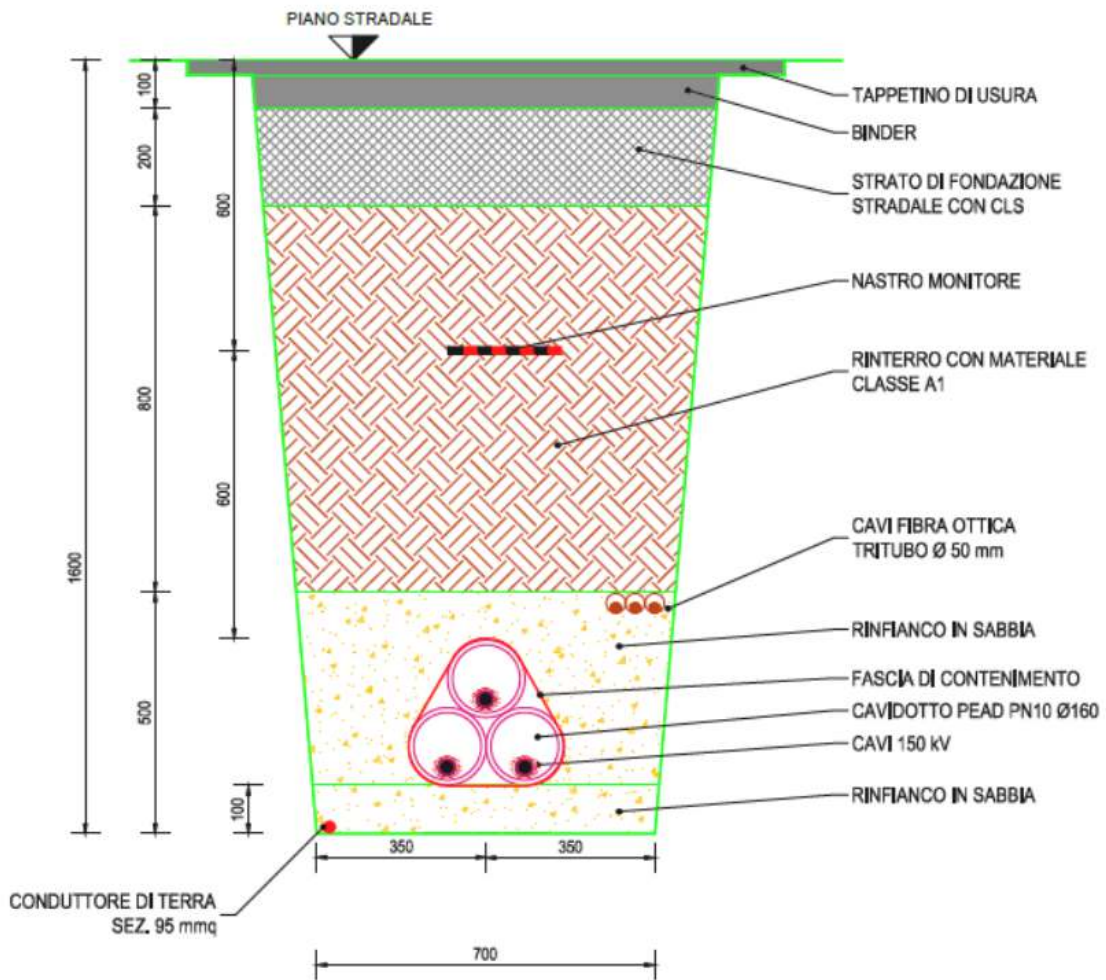 PIANO STRADALE
100
200
800
500
1600
600
600
100
TAPPETINO DI USURA
BINDER
STRATO DI FONDAZIONE
STRADALE CON CLS
NASTRO MONITORE
RINTERRO CON MATERIALE
CLASSE A1
CAVI FIBRA OTTICA
TRITUBO Ø 50 mm
RINFIANCO IN SABBIA
FASCIA DI CONTENIMENTO
CAVIDOTTO PEAD PN10 Ø160
CAVI 150 kV
RINFIANCO IN SABBIA
350
350
CONDUTTORE DI TERRA
SEZ. 95 mmq
700